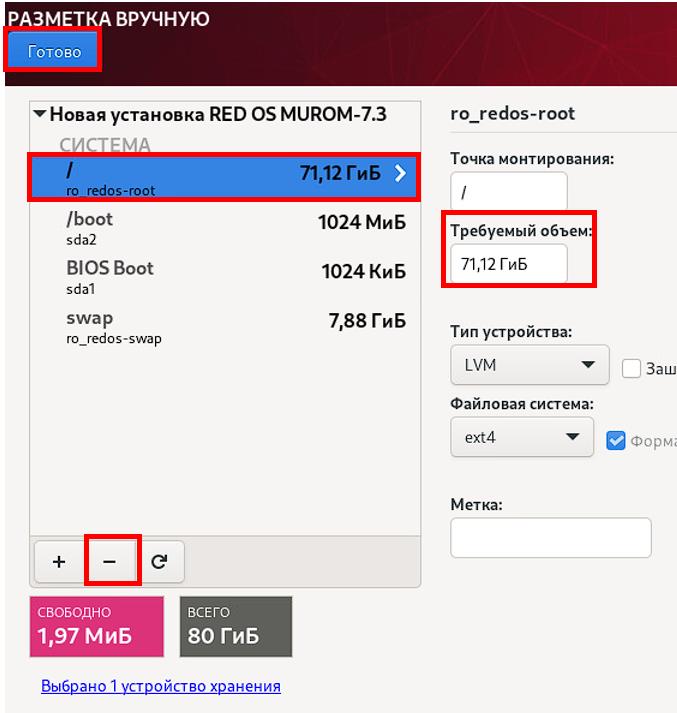 РАЗМЕТКА ВРУЧНУЮ
Готово
Новая установка RED OS MUROM-7.3
СИСТЕМА
/ 71,12 ГиБ
ro_redos-root
/boot 1024 МиБ
sda2
BIOS Boot 1024 КиБ
sda1
swap 7,88 ГиБ
ro_redos-swap
СВОБОДНО
1,97 МиБ
ВСЕГО
80 ГиБ
Выбрано 1 устройство хранения
ro_redos-root
Точка монтирования:
/
Требуемый объем:
71,12 ГиБ
Тип устройства:
LVM
Заш
Файловая система:
ext4
Форма
Метка: